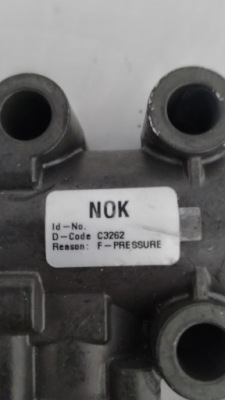 NOK
Id-No.
D-Code C3262
Reason: F-PRESSURE